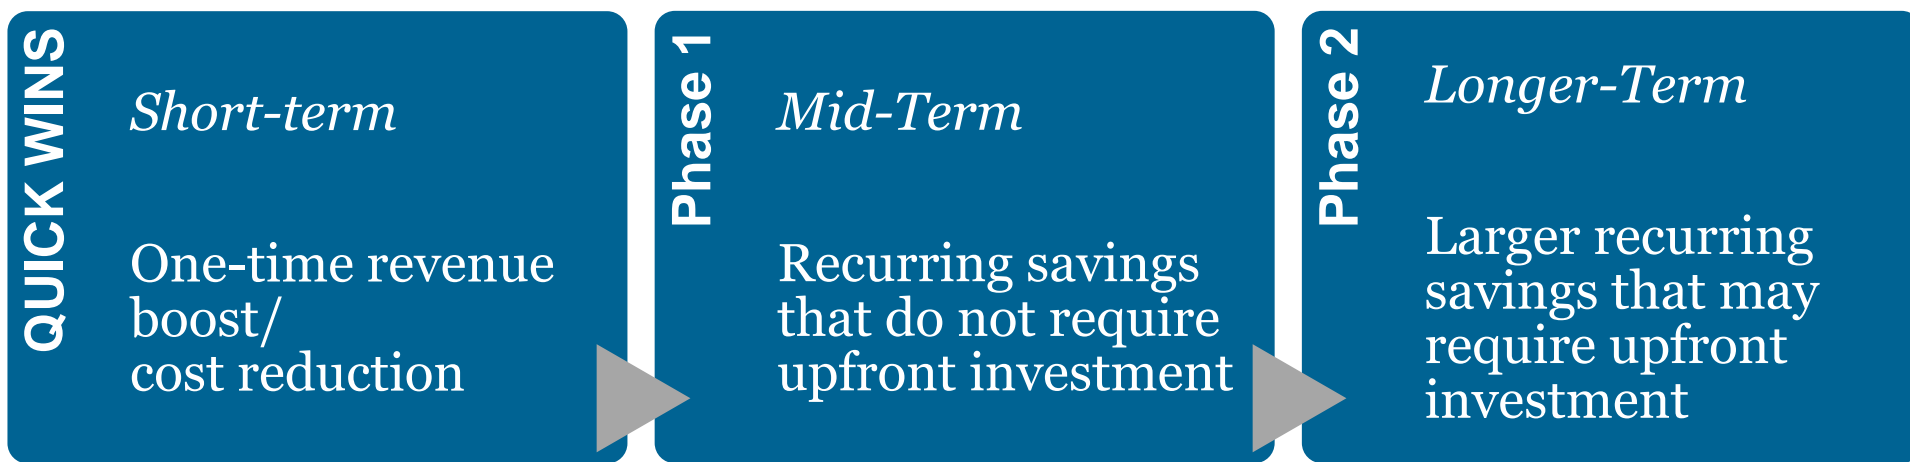 QUICK WINS
Short-term
One-time revenue
boost/
cost reduction
Phase 1
Mid-Term
Recurring savings
that do not require
upfront investment
Phase 2
Longer-Term
Larger recurring
savings that may
require upfront
investment